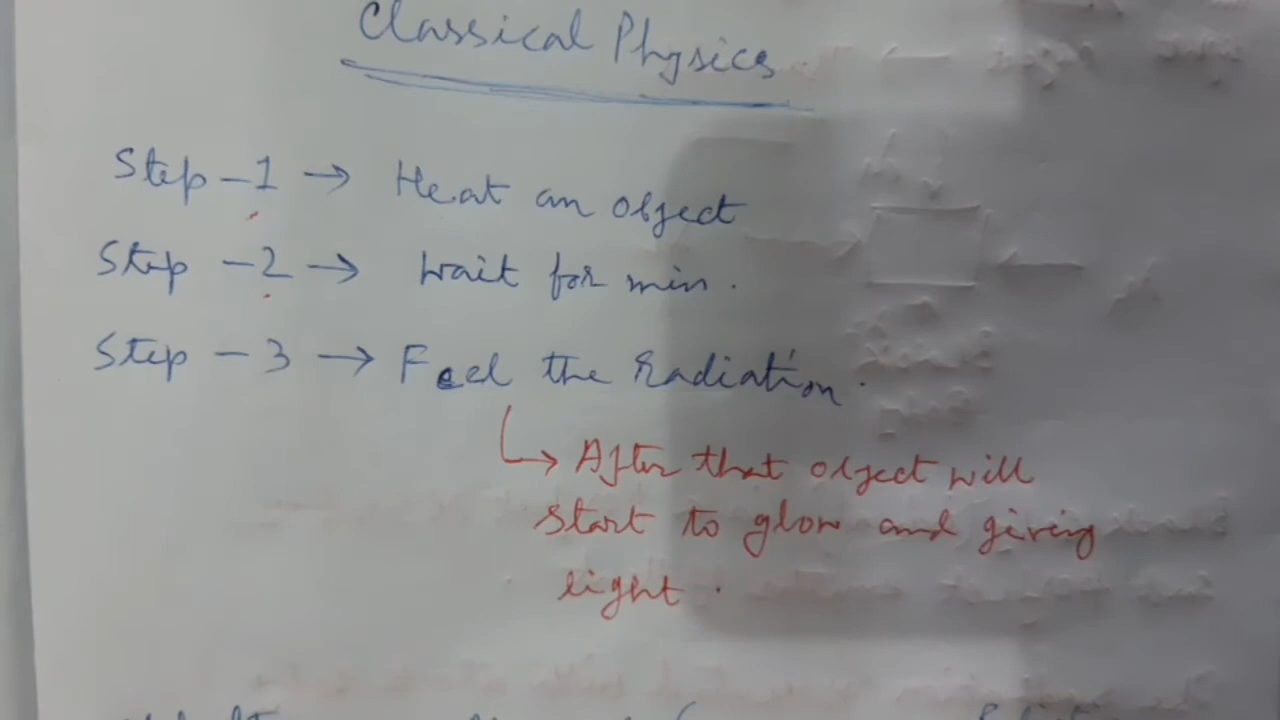 Classical Physics
Step - 1 → Heat an object
Step - 2 → wait for min.
Step - 3 → Feel the Radiation.
↳ After that object will
start to glow and giving
light.